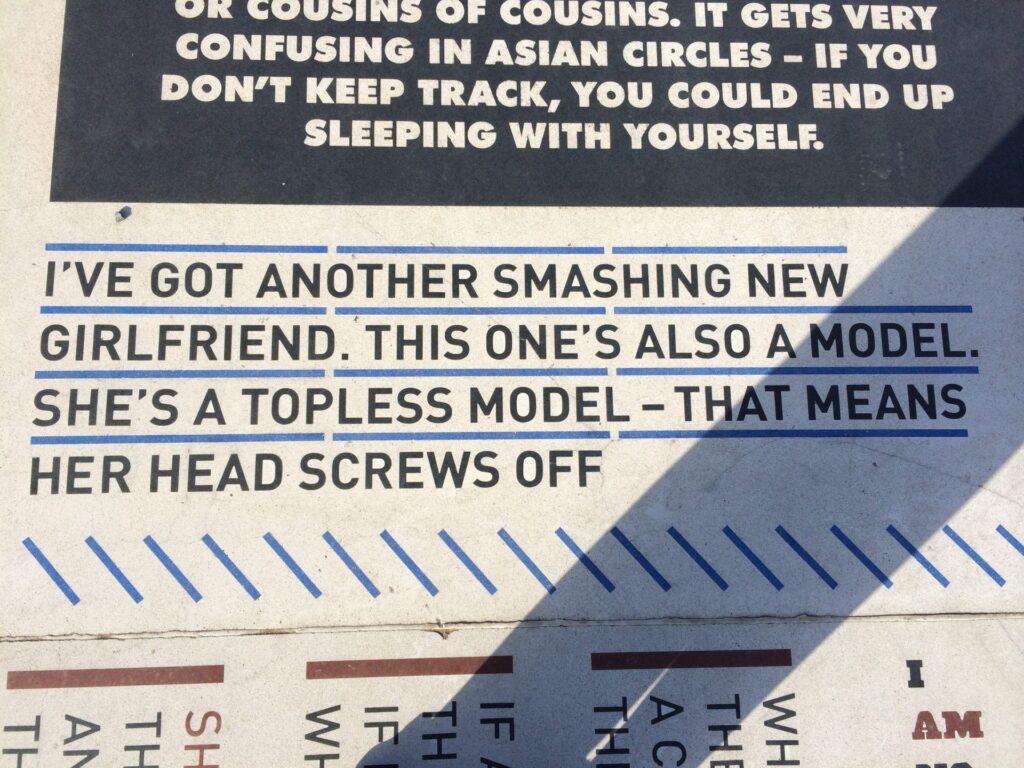 OR COUSINS OF COUSINS. IT GETS VERY
CONFUSING IN ASIAN CIRCLES – IF YOU
DON'T KEEP TRACK, YOU COULD END UP
SLEEPING WITH YOURSELF.
I'VE GOT ANOTHER SMASHING NEW
GIRLFRIEND. THIS ONE'S ALSO A MODEL.
SHE'S A TOPLESS MODEL – THAT MEANS
HER HEAD SCREWS OFF
I
AM